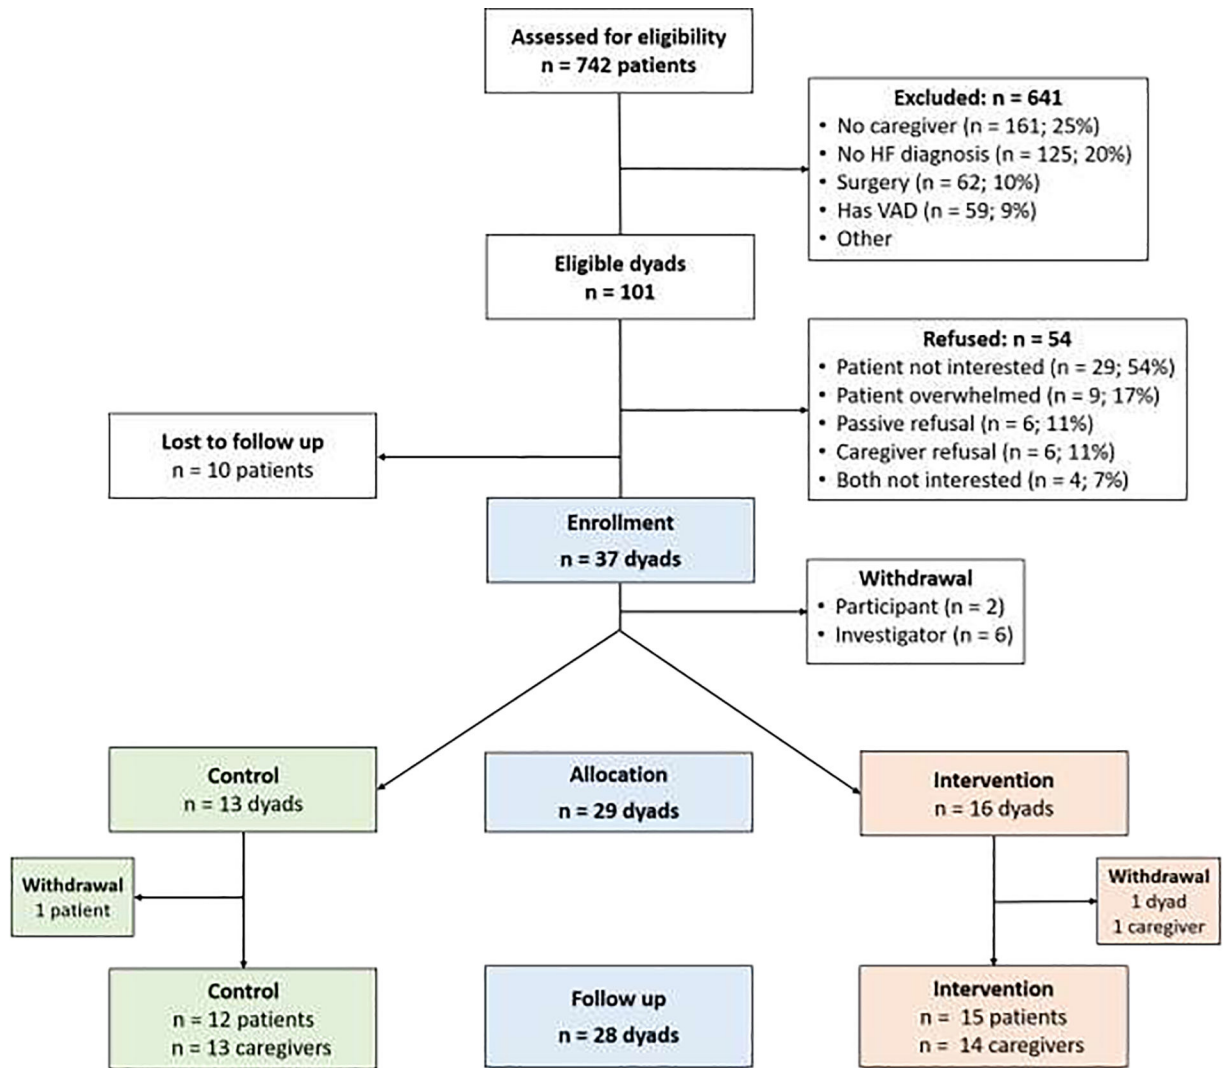 Assessed for eligibility
n = 742 patients
Excluded: n = 641
• No caregiver (n = 161; 25%)
• No HF diagnosis (n = 125; 20%)
• Surgery (n = 62; 10%)
• Has VAD (n = 59; 9%)
• Other
Eligible dyads
n = 101
Refused: n = 54
• Patient not interested (n = 29; 54%)
• Patient overwhelmed (n = 9; 17%)
• Passive refusal (n = 6; 11%)
• Caregiver refusal (n = 6; 11%)
• Both not interested (n = 4; 7%)
Lost to follow up
n = 10 patients
Enrollment
n = 37 dyads
Withdrawal
• Participant (n = 2)
• Investigator (n = 6)
Control
n = 13 dyads
Allocation
n = 29 dyads
Intervention
n = 16 dyads
Withdrawal
1 patient
Withdrawal
1 dyad
1 caregiver
Control
n = 12 patients
n = 13 caregivers
Follow up
n = 28 dyads
Intervention
n = 15 patients
n = 14 caregivers